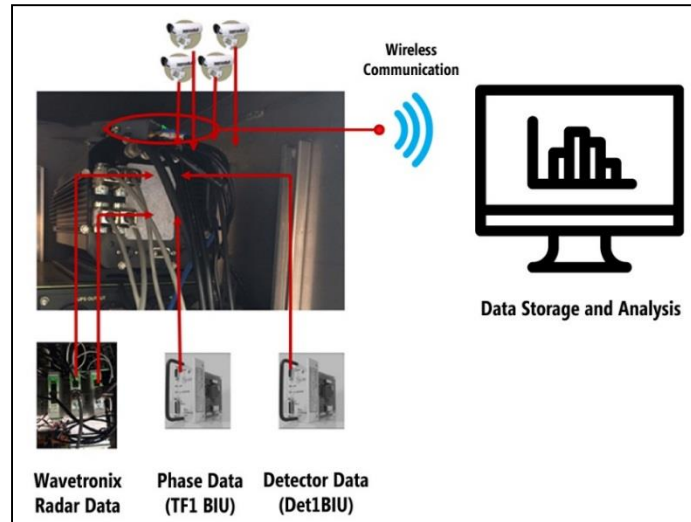 Wireless
Communication
Data Storage and Analysis
Wavetronix
Radar Data
Phase Data
(TF1 BIU)
Detector Data
(Det1BIU)